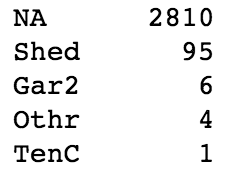 NA 2810
Shed 95
Gar2 6
Othr 4
TenC 1